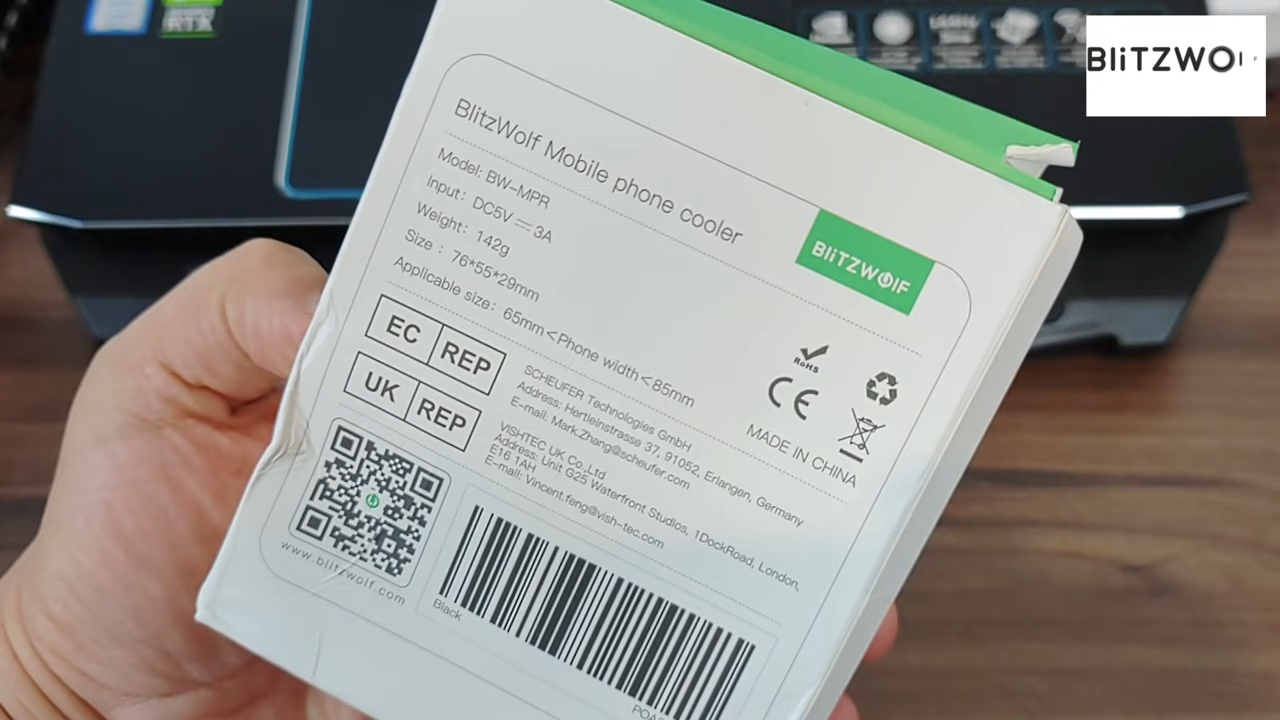 RTX
BLiTZWO
BlitzWolf Mobile phone cooler
Model: BW-MPR
Input: DC5V⎓3A
Weight: 142g
Size : 76*55*29mm
Applicable size: 65mm<Phone width<85mm
BLiTZWOlF
RoHS
CE
MADE IN CHINA
EC REP
SCHEUFER Technologies GmbH
Address: Hertleinstrasse 37, 91052, Erlangen, Germany
E-mail: Mark.Zhang@scheufer.com
UK REP
VISHTEC UK Co.,Ltd
Address: Unit G25 Waterfront Studios, 1DockRoad, London,
E16 1AH
E-mail: Vincent.feng@vish-tec.com
www.blitzwolf.com
Black